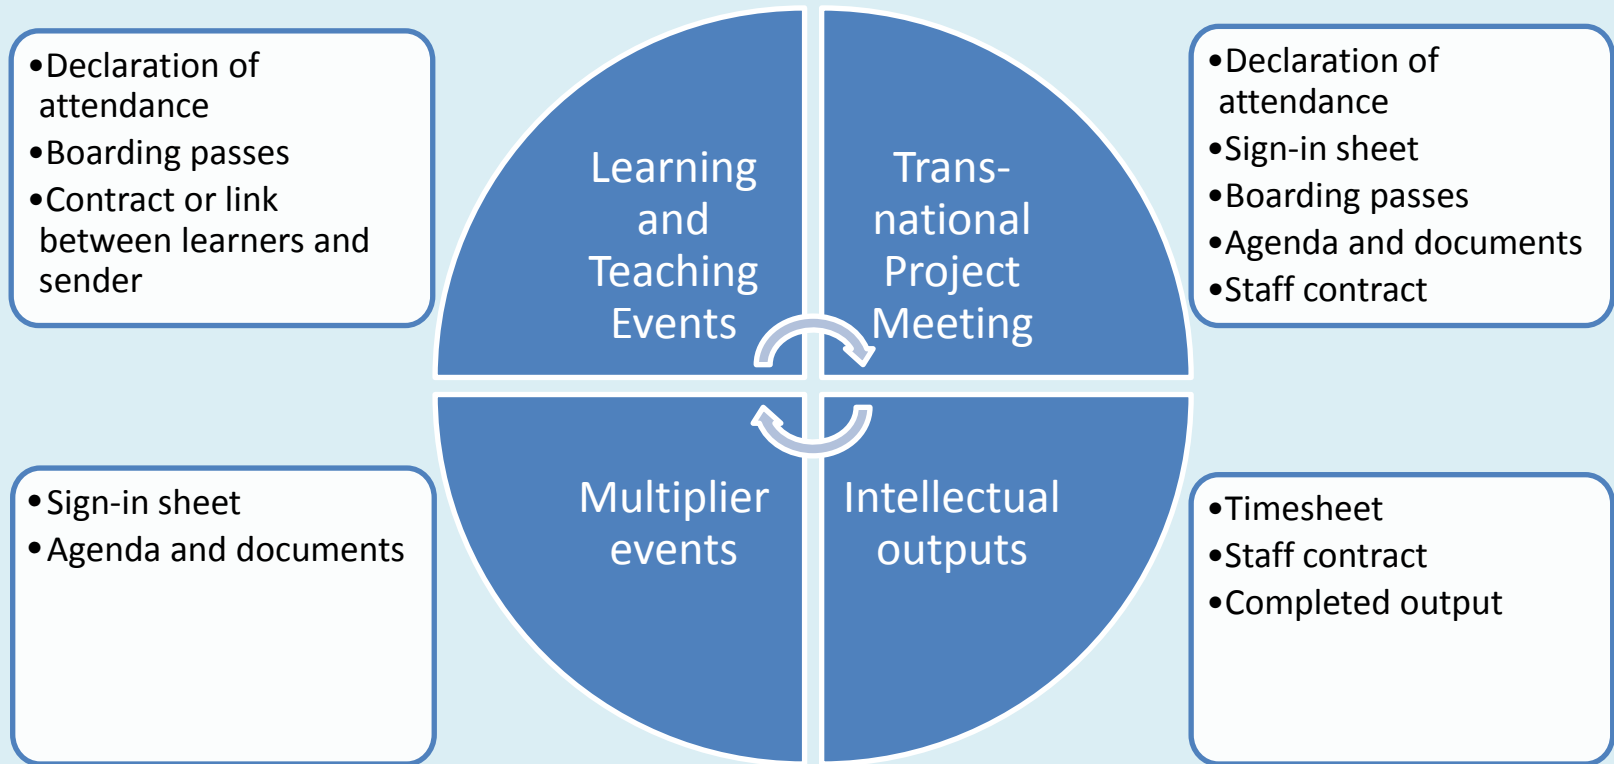 •Declaration of
attendance
•Boarding passes
•Contract or link
between learners and
sender
Learning
and
Teaching
Events
Trans-
national
Project
Meeting
•Declaration of
attendance
•Sign-in sheet
•Boarding passes
•Agenda and documents
•Staff contract
•Sign-in sheet
•Agenda and documents
Multiplier
events
Intellectual
outputs
•Timesheet
•Staff contract
•Completed output